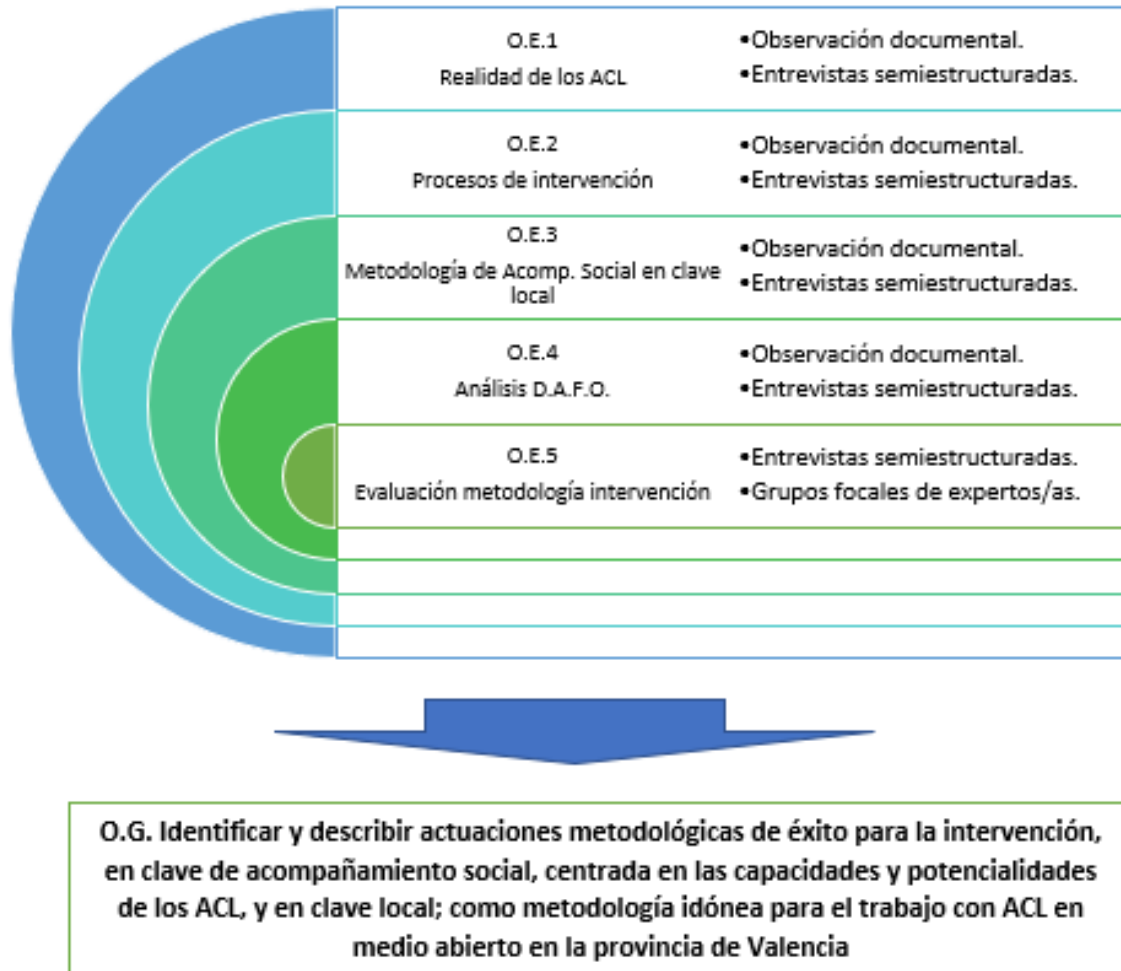 O.E.1
Realidad de los ACL
•Observación documental.
•Entrevistas semiestructuradas.
O.E.2
Procesos de intervención
•Observación documental.
•Entrevistas semiestructuradas.
O.E.3
Metodología de Acomp. Social en clave
local
•Observación documental.
•Entrevistas semiestructuradas.
O.E.4
Análisis D.A.F.O.
•Observación documental.
•Entrevistas semiestructuradas.
O.E.5
Evaluación metodología intervención
•Entrevistas semiestructuradas.
•Grupos focales de expertos/as.
O.G. Identificar y describir actuaciones metodológicas de éxito para la intervención,
en clave de acompañamiento social, centrada en las capacidades y potencialidades
de los ACL, y en clave local; como metodología idónea para el trabajo con ACL en
medio abierto en la provincia de Valencia